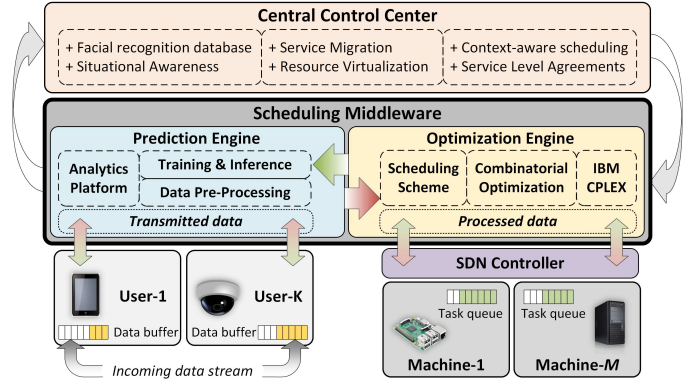 Central Control Center
+ Facial recognition database
+ Situational Awareness
+ Service Migration
+ Resource Virtualization
+ Context-aware scheduling
+ Service Level Agreements
Scheduling Middleware
Prediction Engine
Analytics
Platform
Training & Inference
Data Pre-Processing
Transmitted data
Optimization Engine
Scheduling
Scheme
Combinatorial
Optimization
IBM
CPLEX
Processed data
User-1
Data buffer
User-K
Data buffer
Incoming data stream
SDN Controller
Task queue
Machine-1
Task queue
Machine-M